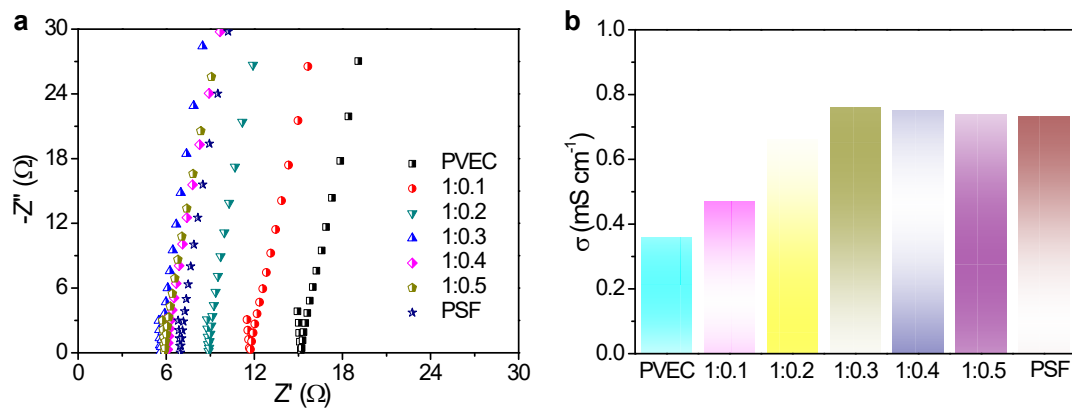 a
30
24
18
12
6
0
-Z'' (Ω)
0 6 12 18 24 30
Z' (Ω)
PVEC
1:0.1
1:0.2
1:0.3
1:0.4
1:0.5
PSF
b
1.0
0.8
0.6
0.4
0.2
0.0
σ (mS cm⁻¹)
PVEC 1:0.1 1:0.2 1:0.3 1:0.4 1:0.5 PSF